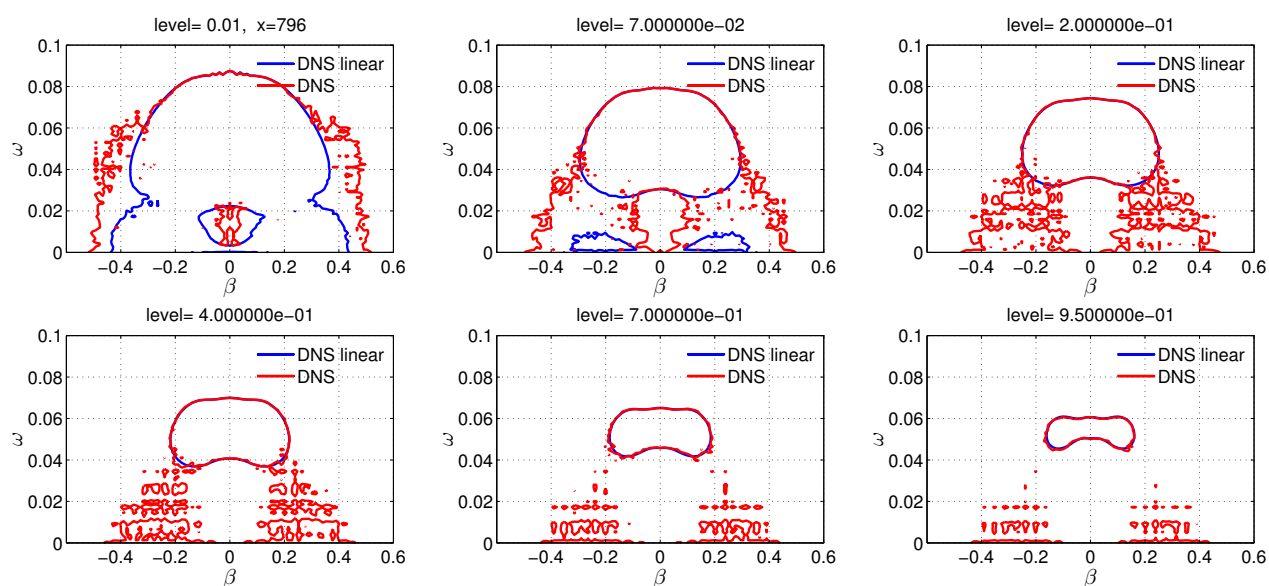 level= 0.01, x=796
0.1
0.08
0.06
0.04
0.02
0
ω
DNS linear
DNS
−0.4 −0.2 0 0.2 0.4 0.6
β
level= 7.000000e−02
0.1
0.08
0.06
0.04
0.02
0
ω
DNS linear
DNS
−0.4 −0.2 0 0.2 0.4 0.6
β
level= 2.000000e−01
0.1
0.08
0.06
0.04
0.02
0
ω
DNS linear
DNS
−0.4 −0.2 0 0.2 0.4 0.6
β
level= 4.000000e−01
0.1
0.08
0.06
0.04
0.02
0
ω
DNS linear
DNS
−0.4 −0.2 0 0.2 0.4 0.6
β
level= 7.000000e−01
0.1
0.08
0.06
0.04
0.02
0
ω
DNS linear
DNS
−0.4 −0.2 0 0.2 0.4 0.6
β
level= 9.500000e−01
0.1
0.08
0.06
0.04
0.02
0
ω
DNS linear
DNS
−0.4 −0.2 0 0.2 0.4 0.6
β